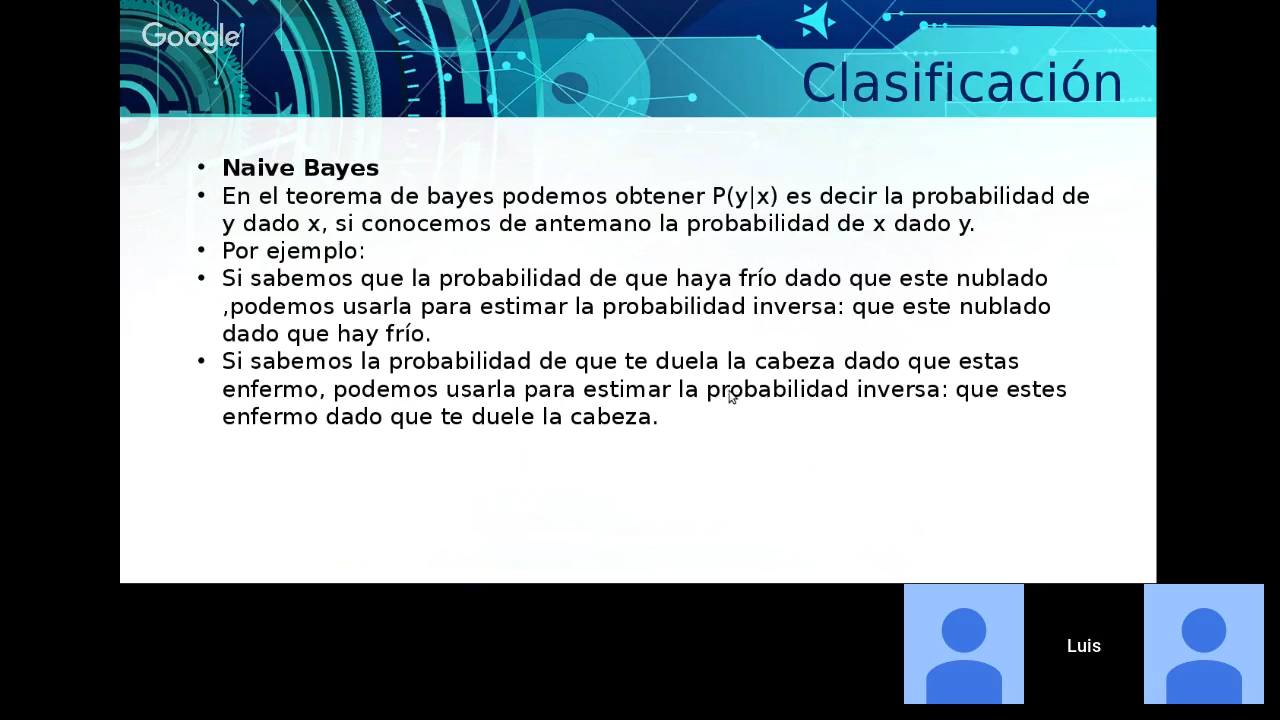 Google
Clasificación
• Naive Bayes
• En el teorema de bayes podemos obtener P(y|x) es decir la probabilidad de
y dado x, si conocemos de antemano la probabilidad de x dado y.
• Por ejemplo:
• Si sabemos que la probabilidad de que haya frío dado que este nublado
,podemos usarla para estimar la probabilidad inversa: que este nublado
dado que hay frío.
• Si sabemos la probabilidad de que te duela la cabeza dado que estas
enfermo, podemos usarla para estimar la probabilidad inversa: que estes
enfermo dado que te duele la cabeza.
Luis